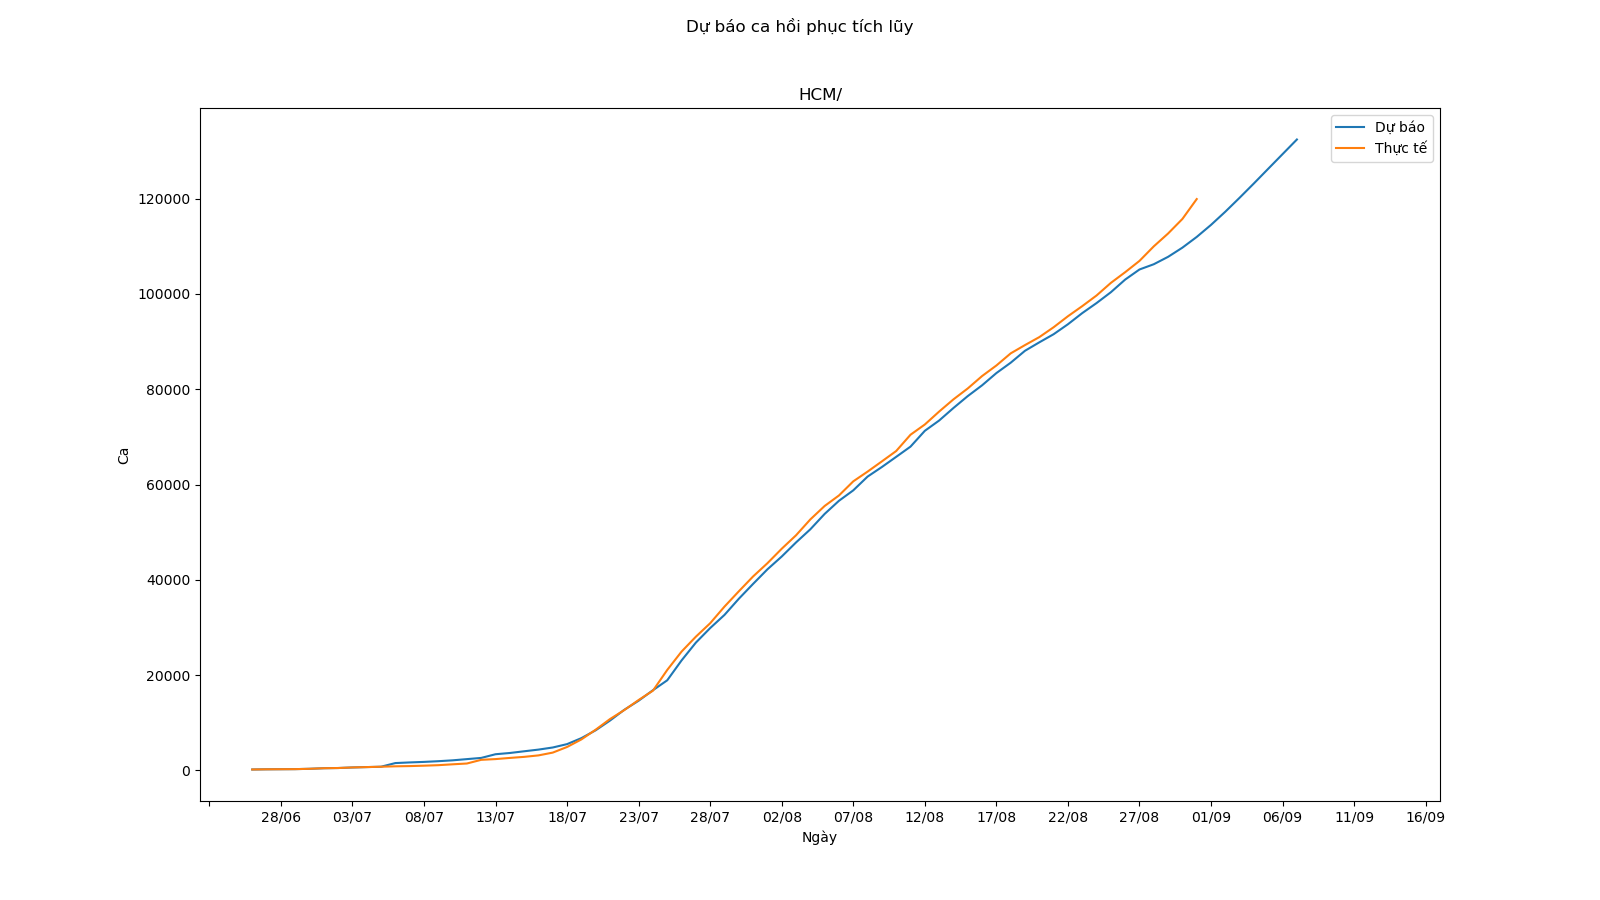 Dự báo ca hồi phục tích lũy
HCM/
Dự báo
Thực tế
120000
100000
80000
60000
40000
20000
0
Ca
28/06 03/07 08/07 13/07 18/07 23/07 28/07 02/08 07/08 12/08 17/08 22/08 27/08 01/09 06/09 11/09 16/09
Ngày